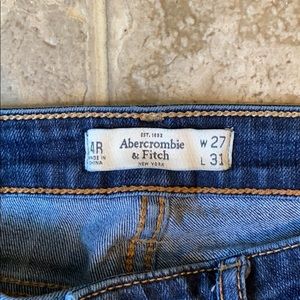 4R
MADE IN
CHINA
EST. 1892
Abercrombie
& Fitch
NEW YORK
W 27
L 31